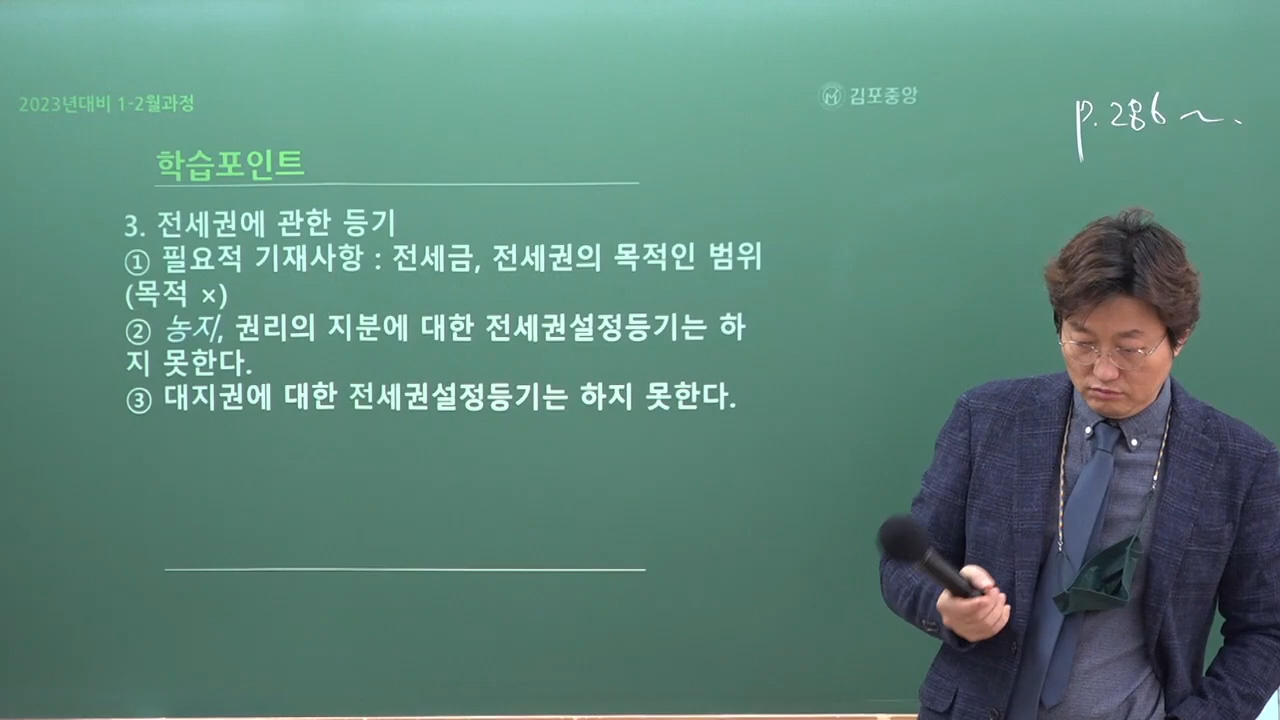 2023년대비 1-2월과정
김포중앙
p. 286 ~.
학습포인트
3. 전세권에 관한 등기
① 필요적 기재사항 : 전세금, 전세권의 목적인 범위
(목적 ×)
② 농지, 권리의 지분에 대한 전세권설정등기는 하
지 못한다.
③ 대지권에 대한 전세권설정등기는 하지 못한다.